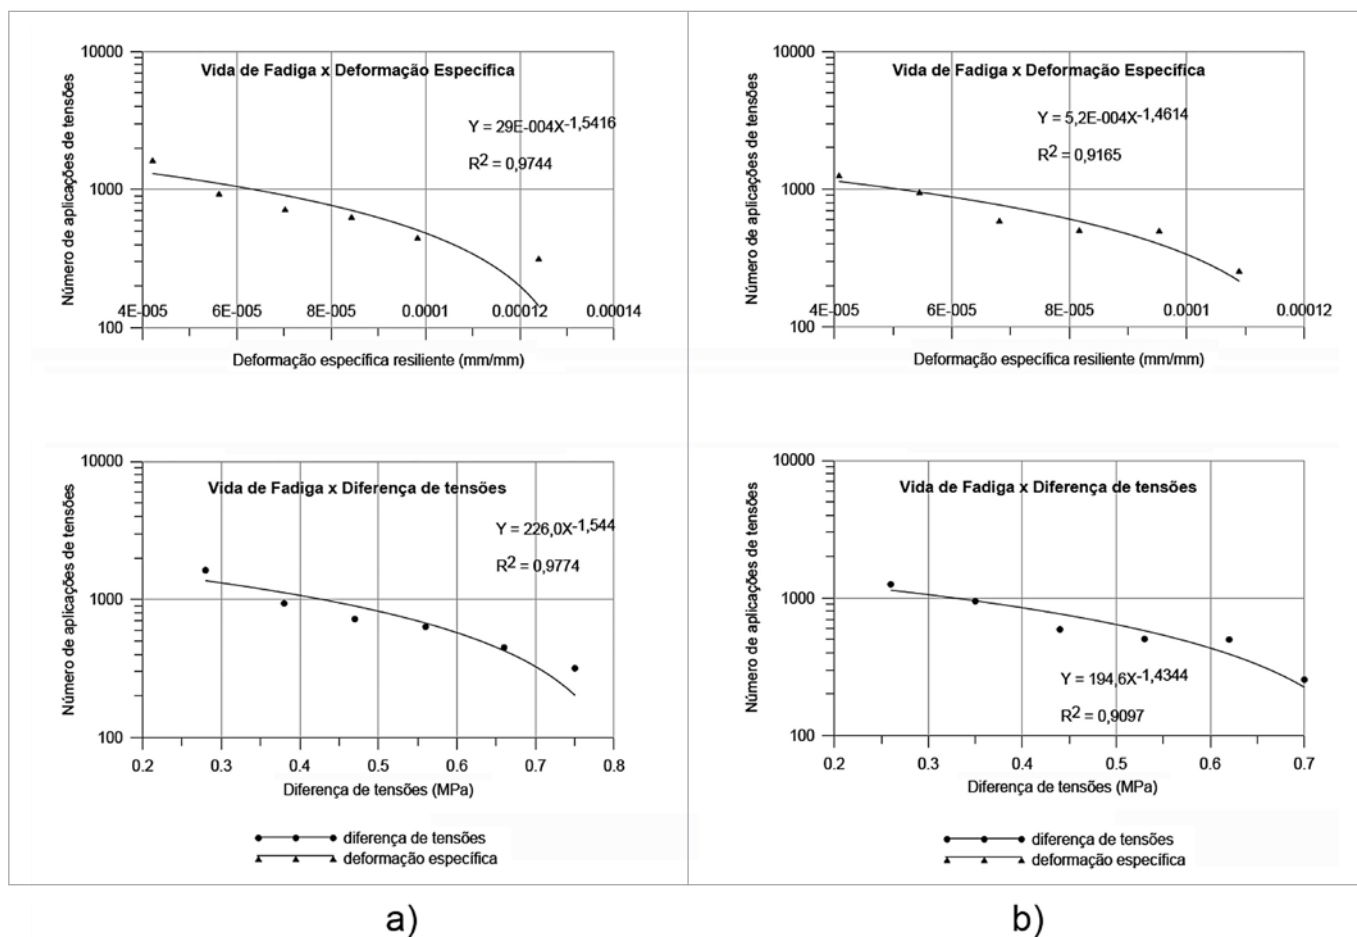 10000
Vida de Fadiga x Deformação Específica
Y = 29E-004X-1,5416
R2 = 0,9744
1000
100
4E-005 6E-005 8E-005 0.0001 0.00012 0.00014
Número de aplicações de tensões
Deformação específica resiliente (mm/mm)
10000
Vida de Fadiga x Diferença de tensões
Y = 226,0X-1,544
R2 = 0,9774
1000
100
0.2 0.3 0.4 0.5 0.6 0.7 0.8
Número de aplicações de tensões
Diferença de tensões (MPa)
diferença de tensões
deformação específica
a)
10000
Vida de Fadiga x Deformação Específica
Y = 5,2E-004X-1,4614
R2 = 0,9165
1000
100
4E-005 6E-005 8E-005 0.0001 0.00012
Número de aplicações de tensões
Deformação específica resiliente (mm/mm)
10000
Vida de Fadiga x Diferença de tensões
1000
Y = 194,6X-1,4344
R2 = 0,9097
100
0.2 0.3 0.4 0.5 0.6 0.7
Número de aplicações de tensões
Diferença de tensões (MPa)
diferença de tensões
deformação específica
b)